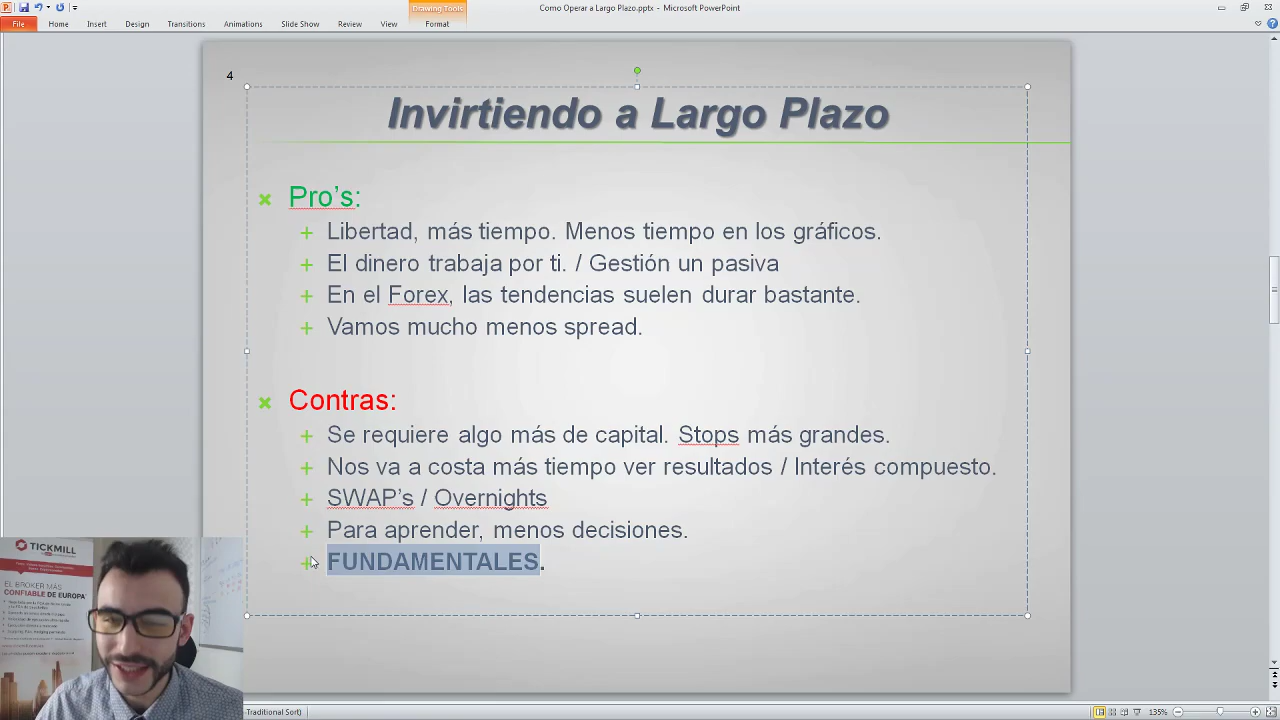 Como Operar a Largo Plazo.pptx - Microsoft PowerPoint
Drawing Tools
File Home Insert Design Transitions Animations Slide Show Review View Format
4
Invirtiendo a Largo Plazo
Pro’s:
Libertad, más tiempo. Menos tiempo en los gráficos.
El dinero trabaja por ti. / Gestión un pasiva
En el Forex, las tendencias suelen durar bastante.
Vamos mucho menos spread.
Contras:
Se requiere algo más de capital. Stops más grandes.
Nos va a costa más tiempo ver resultados / Interés compuesto.
SWAP’s / Overnights
Para aprender, menos decisiones.
FUNDAMENTALES.
TICKMILL
EL BRÓKER MÁS
CONFIABLE DE EUROPA
-Traditional Sort)
135%